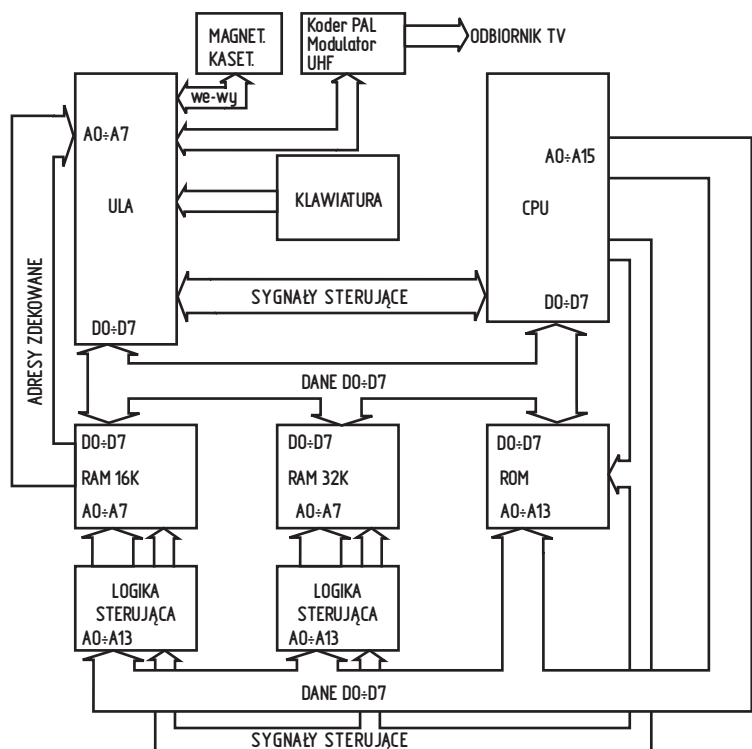 MAGNET.
KASET.
Koder PAL
Modulator
UHF
ODBIORNIK TV
we-wy
A0÷A7
ULA
D0÷D7
KLAWIATURA
A0÷A15
CPU
D0÷D7
SYGNAŁY STERUJĄCE
ADRESY ZDEKOWANE
DANE D0÷D7
D0÷D7
RAM 16K
A0÷A7
D0÷D7
RAM 32K
A0÷A7
D0÷D7
ROM
A0÷A13
LOGIKA
STERUJĄCA
A0÷A13
LOGIKA
STERUJĄCA
A0÷A13
DANE D0÷D7
SYGNAŁY STERUJĄCE